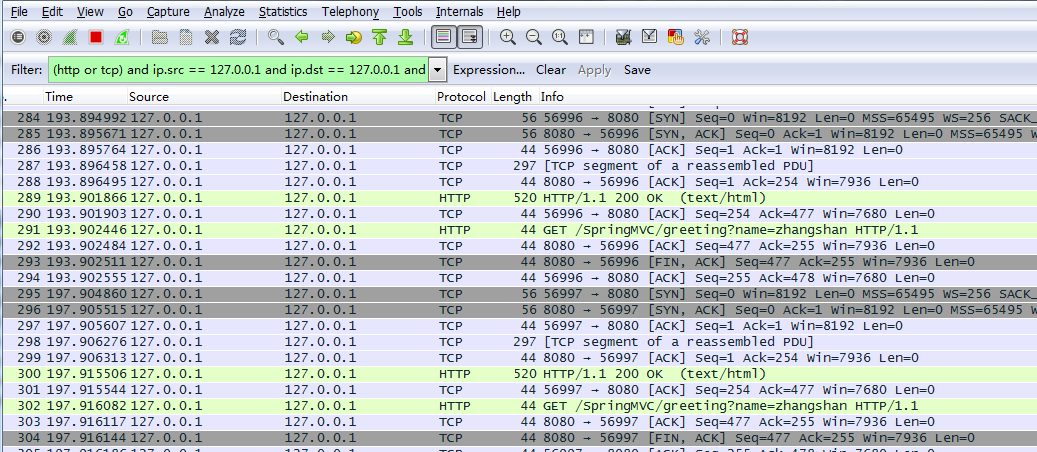 File Edit View Go Capture Analyze Statistics Telephony Tools Internals Help
Filter: (http or tcp) and ip.src == 127.0.0.1 and ip.dst == 127.0.0.1 and Expression... Clear Apply Save
. Time Source Destination Protocol Length Info
284 193.894992 127.0.0.1 127.0.0.1 TCP 56 56996 → 8080 [SYN] Seq=0 Win=8192 Len=0 MSS=65495 WS=256 SACK_
285 193.895671 127.0.0.1 127.0.0.1 TCP 56 8080 → 56996 [SYN, ACK] Seq=0 Ack=1 Win=8192 Len=0 MSS=65495 W
286 193.895764 127.0.0.1 127.0.0.1 TCP 44 56996 → 8080 [ACK] Seq=1 Ack=1 Win=8192 Len=0
287 193.896458 127.0.0.1 127.0.0.1 TCP 297 [TCP segment of a reassembled PDU]
288 193.896495 127.0.0.1 127.0.0.1 TCP 44 8080 → 56996 [ACK] Seq=1 Ack=254 Win=7936 Len=0
289 193.901866 127.0.0.1 127.0.0.1 HTTP 520 HTTP/1.1 200 OK (text/html)
290 193.901903 127.0.0.1 127.0.0.1 TCP 44 56996 → 8080 [ACK] Seq=254 Ack=477 Win=7680 Len=0
291 193.902446 127.0.0.1 127.0.0.1 HTTP 44 GET /SpringMVC/greeting?name=zhangshan HTTP/1.1
292 193.902484 127.0.0.1 127.0.0.1 TCP 44 8080 → 56996 [ACK] Seq=477 Ack=255 Win=7936 Len=0
293 193.902511 127.0.0.1 127.0.0.1 TCP 44 8080 → 56996 [FIN, ACK] Seq=477 Ack=255 Win=7936 Len=0
294 193.902555 127.0.0.1 127.0.0.1 TCP 44 56996 → 8080 [ACK] Seq=255 Ack=478 Win=7680 Len=0
295 197.904860 127.0.0.1 127.0.0.1 TCP 56 56997 → 8080 [SYN] Seq=0 Win=8192 Len=0 MSS=65495 WS=256 SACK_
296 197.905515 127.0.0.1 127.0.0.1 TCP 56 8080 → 56997 [SYN, ACK] Seq=0 Ack=1 Win=8192 Len=0 MSS=65495 W
297 197.905607 127.0.0.1 127.0.0.1 TCP 44 56997 → 8080 [ACK] Seq=1 Ack=1 Win=8192 Len=0
298 197.906276 127.0.0.1 127.0.0.1 TCP 297 [TCP segment of a reassembled PDU]
299 197.906313 127.0.0.1 127.0.0.1 TCP 44 8080 → 56997 [ACK] Seq=1 Ack=254 Win=7936 Len=0
300 197.915506 127.0.0.1 127.0.0.1 HTTP 520 HTTP/1.1 200 OK (text/html)
301 197.915544 127.0.0.1 127.0.0.1 TCP 44 56997 → 8080 [ACK] Seq=254 Ack=477 Win=7680 Len=0
302 197.916082 127.0.0.1 127.0.0.1 HTTP 44 GET /SpringMVC/greeting?name=zhangshan HTTP/1.1
303 197.916117 127.0.0.1 127.0.0.1 TCP 44 8080 → 56997 [ACK] Seq=477 Ack=255 Win=7936 Len=0
304 197.916144 127.0.0.1 127.0.0.1 TCP 44 8080 → 56997 [FIN, ACK] Seq=477 Ack=255 Win=7936 Len=0